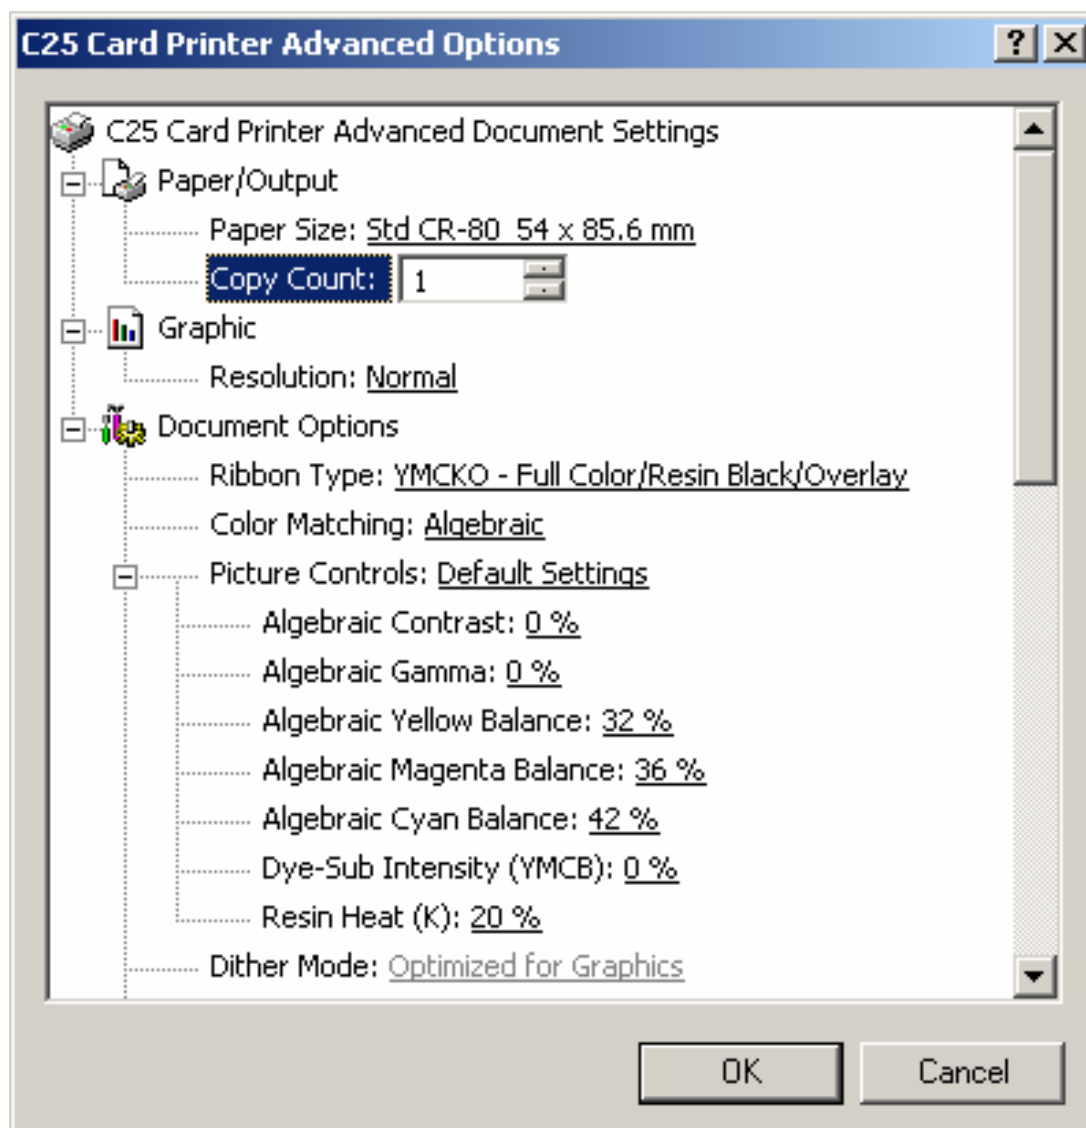 C25 Card Printer Advanced Options
C25 Card Printer Advanced Document Settings
Paper/Output
Paper Size: Std CR-80 54 x 85.6 mm
Copy Count: 1
Graphic
Resolution: Normal
Document Options
Ribbon Type: YMCKO - Full Color/Resin Black/Overlay
Color Matching: Algebraic
Picture Controls: Default Settings
Algebraic Contrast: 0 %
Algebraic Gamma: 0 %
Algebraic Yellow Balance: 32 %
Algebraic Magenta Balance: 36 %
Algebraic Cyan Balance: 42 %
Dye-Sub Intensity (YMCB): 0 %
Resin Heat (K): 20 %
Dither Mode: Optimized for Graphics
OK Cancel